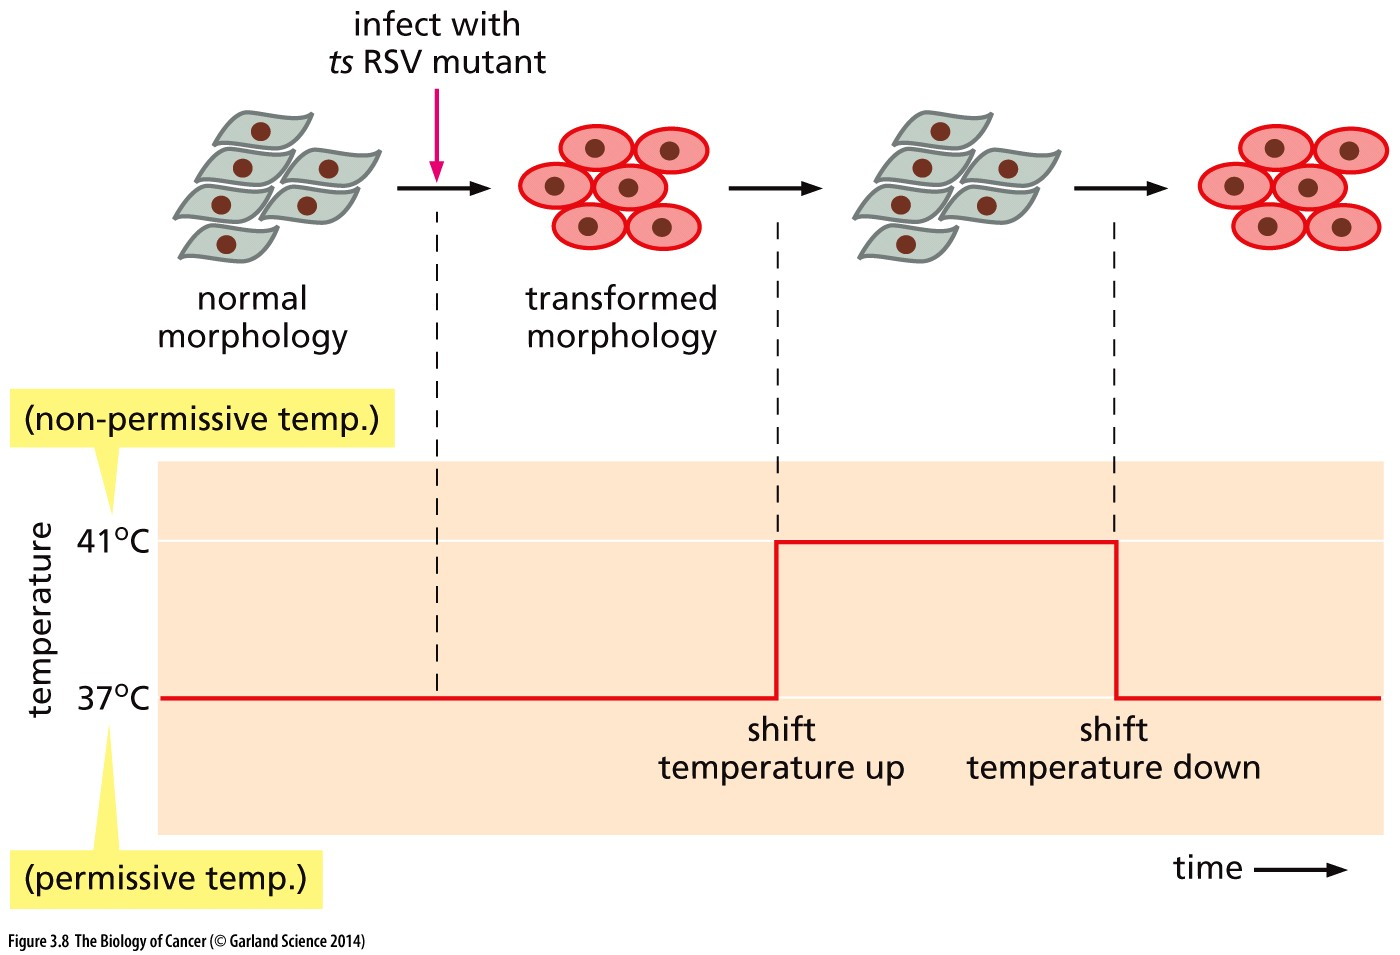 infect with
ts RSV mutant
normal
morphology
transformed
morphology
(non-permissive temp.)
temperature
41°C
37°C
shift
temperature up
shift
temperature down
(permissive temp.)
time
Figure 3.8 The Biology of Cancer (© Garland Science 2014)